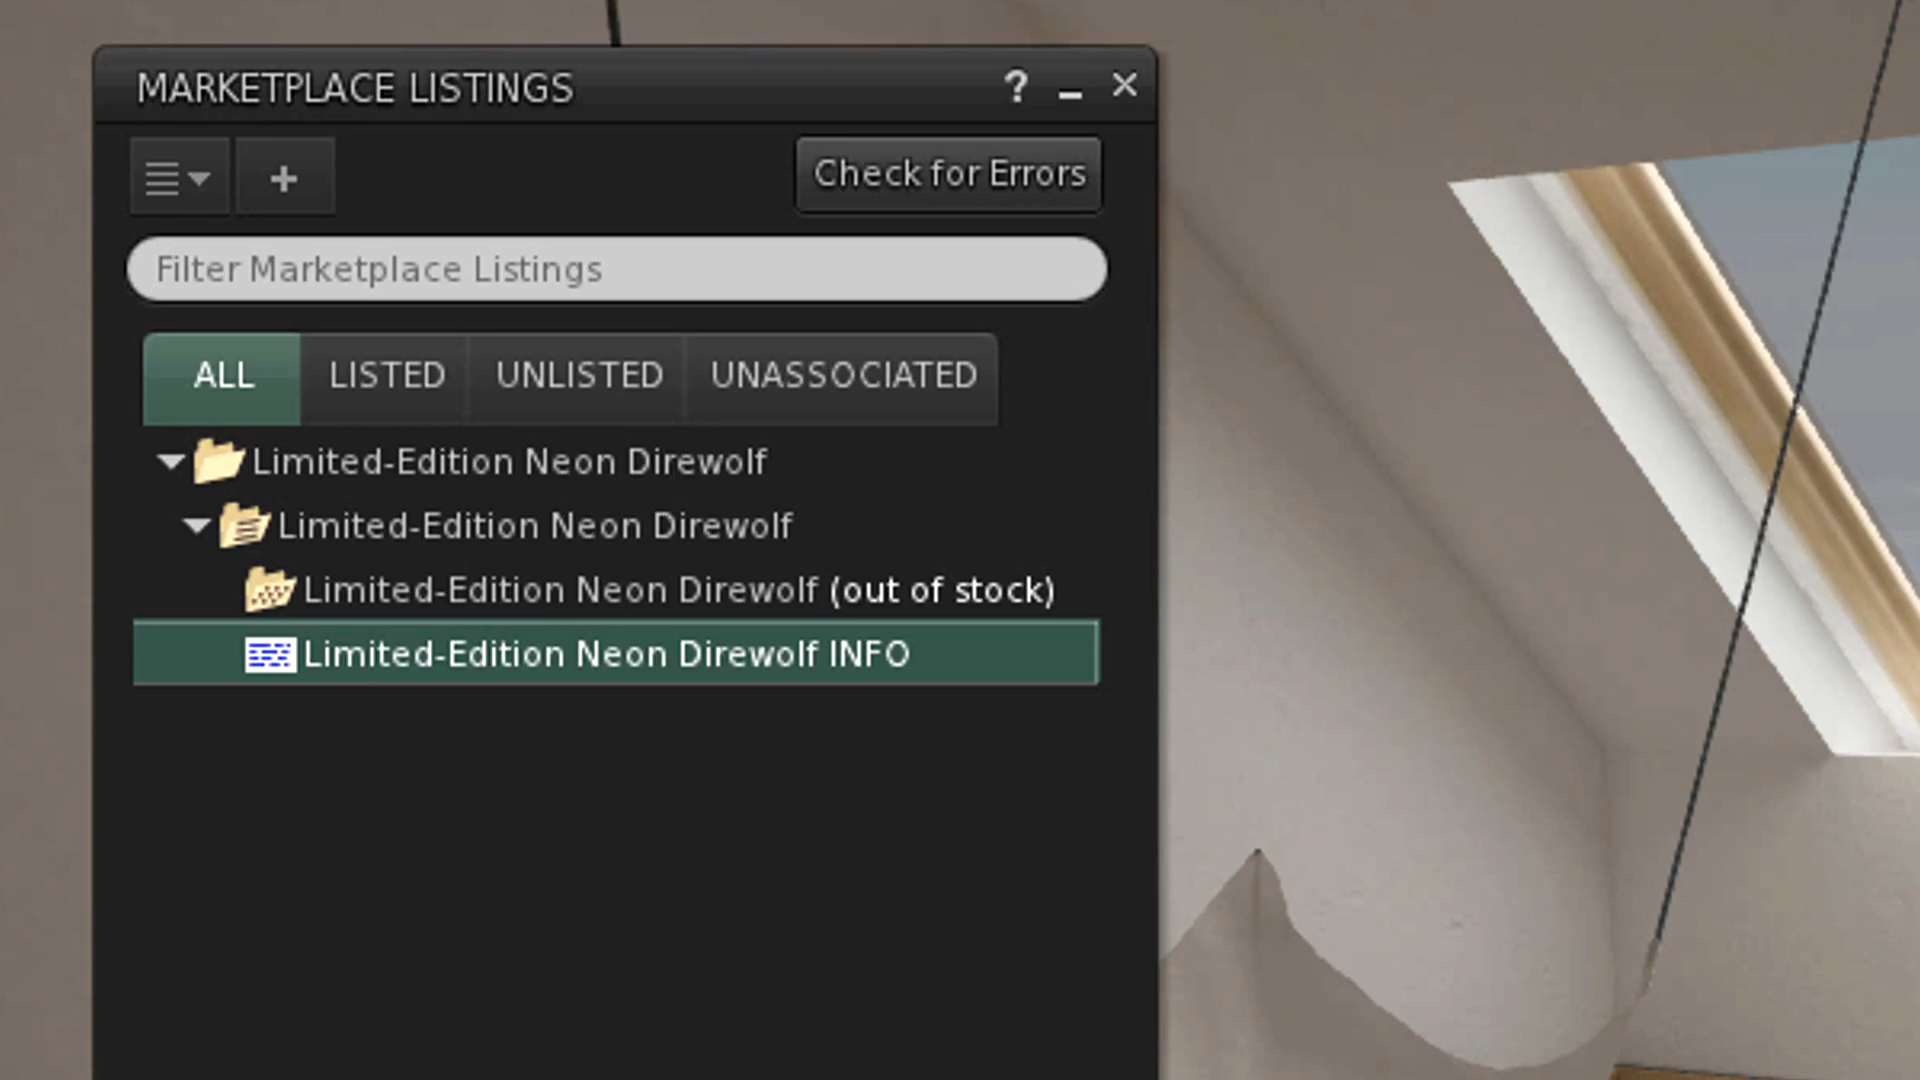 MARKETPLACE LISTINGS ? _ ×
+ Check for Errors
Filter Marketplace Listings
ALL LISTED UNLISTED UNASSOCIATED
Limited-Edition Neon Direwolf
Limited-Edition Neon Direwolf
Limited-Edition Neon Direwolf (out of stock)
Limited-Edition Neon Direwolf INFO